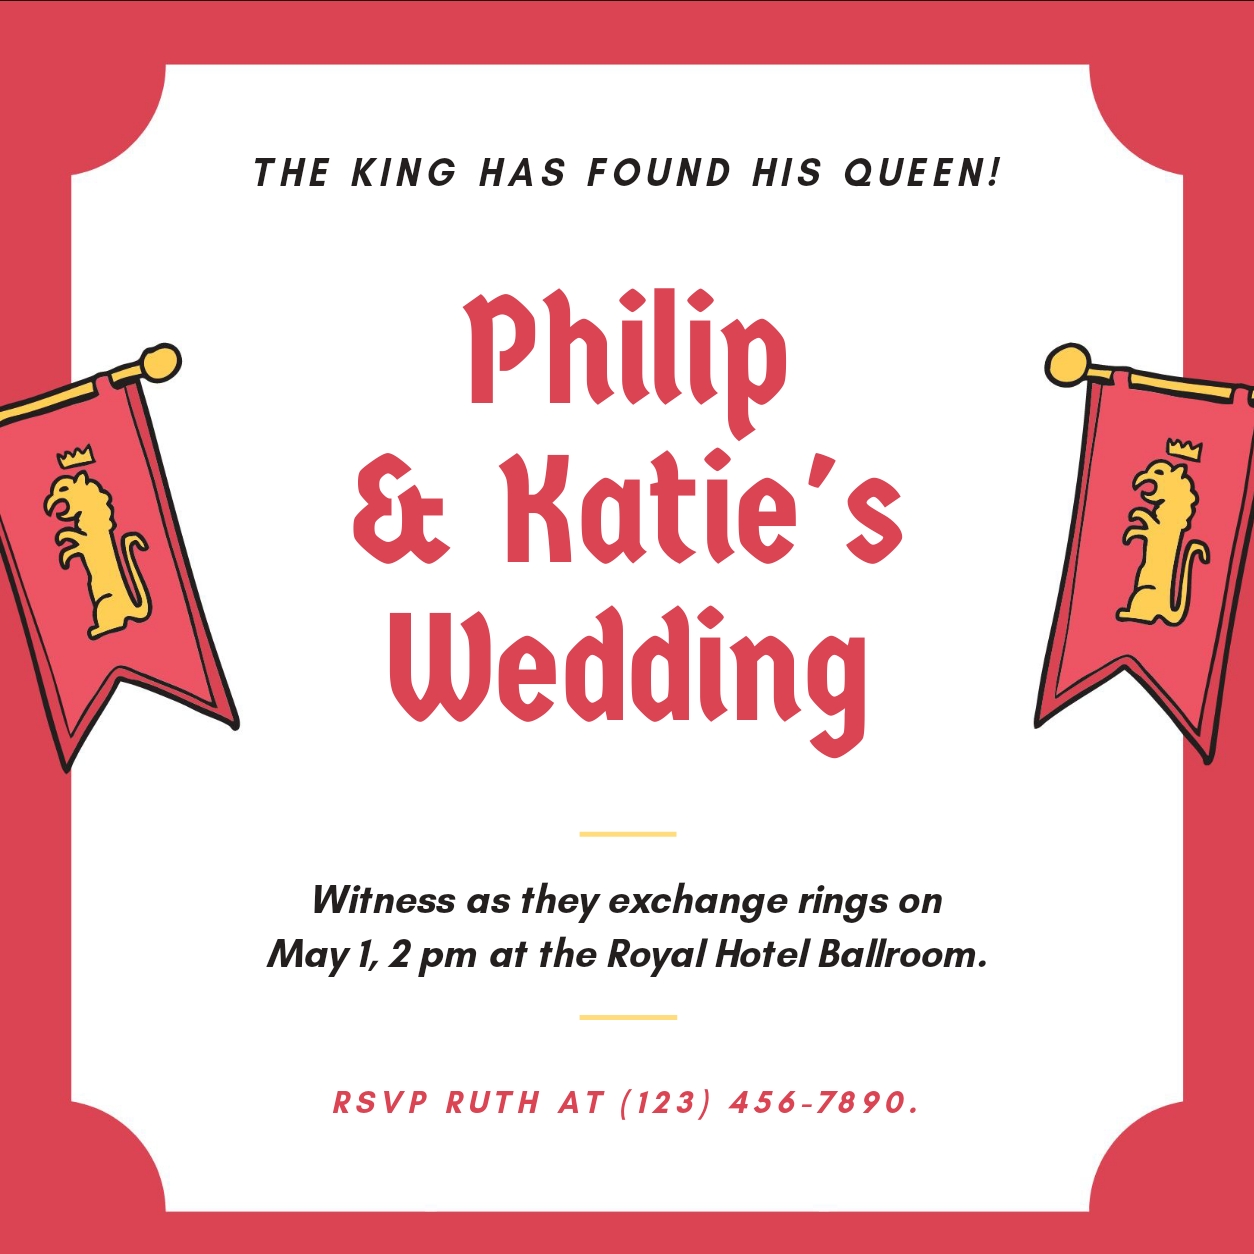 THE KING HAS FOUND HIS QUEEN!
Philip
& Katie's
Wedding
Witness as they exchange rings on
May 1, 2 pm at the Royal Hotel Ballroom.
RSVP RUTH AT (123) 456-7890.